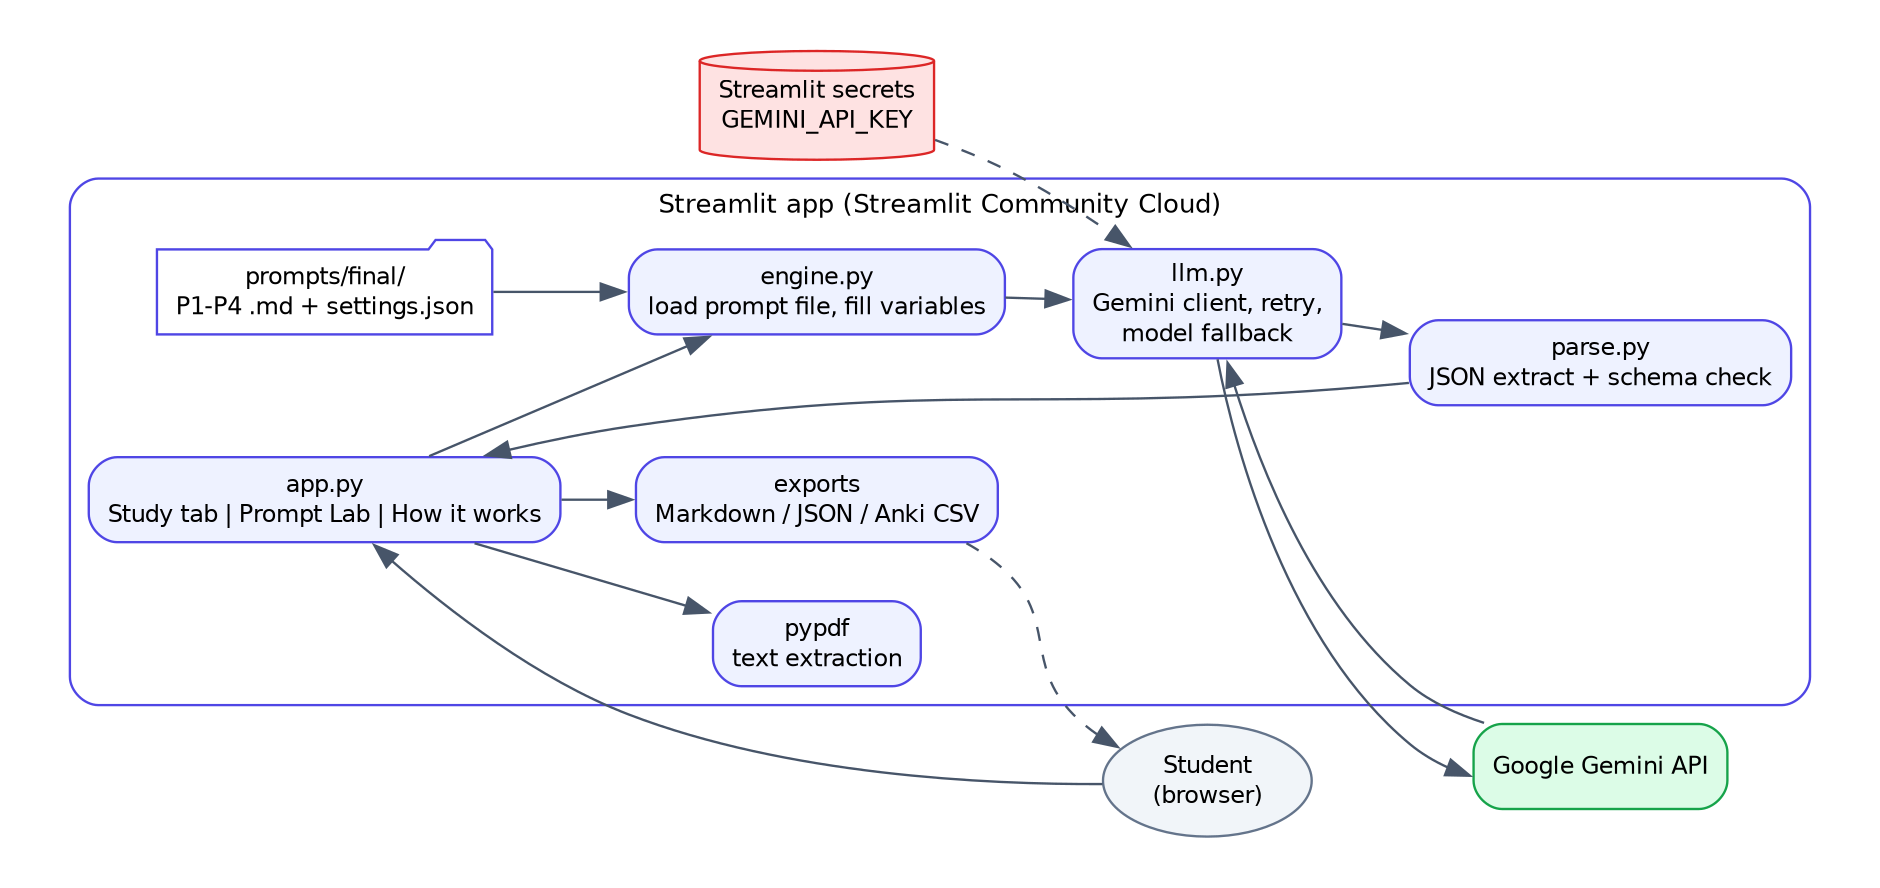 Streamlit secrets
GEMINI_API_KEY
Streamlit app (Streamlit Community Cloud)
prompts/final/
P1-P4 .md + settings.json
engine.py
load prompt file, fill variables
llm.py
Gemini client, retry,
model fallback
parse.py
JSON extract + schema check
app.py
Study tab | Prompt Lab | How it works
exports
Markdown / JSON / Anki CSV
pypdf
text extraction
Student
(browser)
Google Gemini API